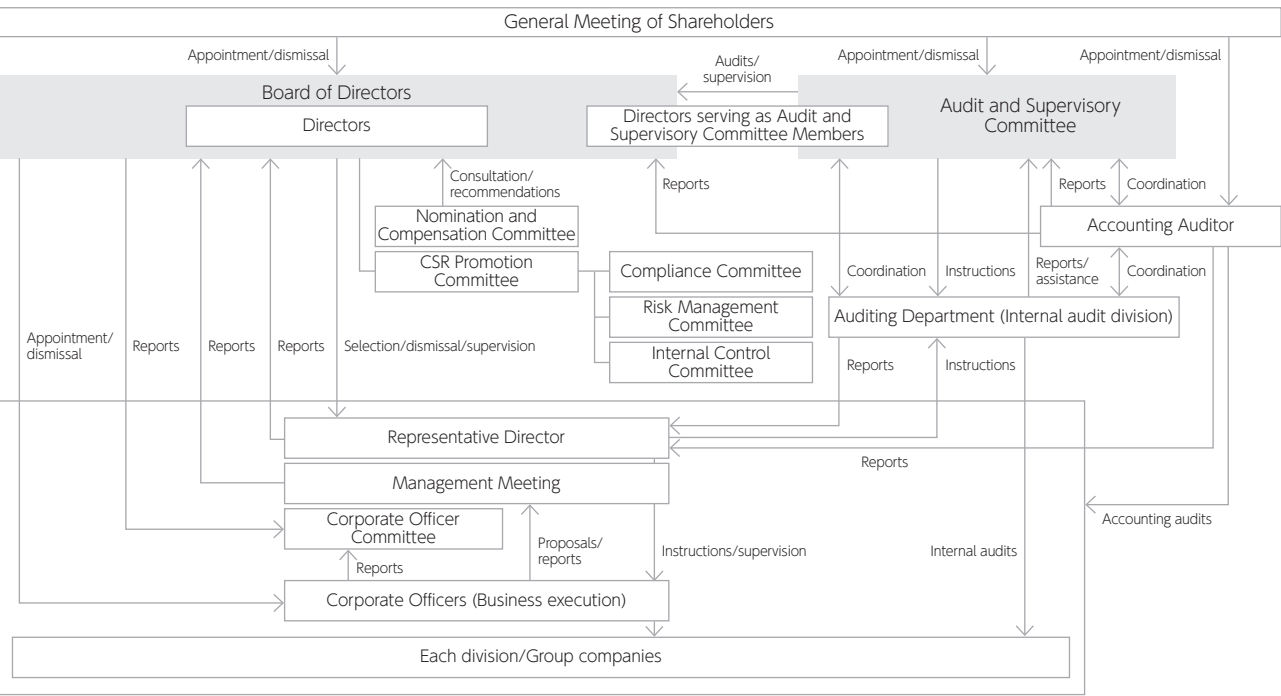 General Meeting of Shareholders
Appointment/dismissal
Appointment/dismissal
Appointment/dismissal
Audits/
supervision
Board of Directors
Directors
Directors serving as Audit and
Supervisory Committee Members
Audit and Supervisory
Committee
Consultation/
recommendations
Reports
Reports
Coordination
Nomination and
Compensation Committee
Accounting Auditor
CSR Promotion
Committee
Compliance Committee
Coordination
Instructions
Reports/
assistance
Coordination
Risk Management
Committee
Auditing Department (Internal audit division)
Appointment/
dismissal
Reports
Reports
Reports
Selection/dismissal/supervision
Internal Control
Committee
Reports
Instructions
Representative Director
Reports
Management Meeting
Corporate Officer
Committee
Accounting audits
Proposals/
reports
Instructions/supervision
Internal audits
Reports
Corporate Officers (Business execution)
Each division/Group companies